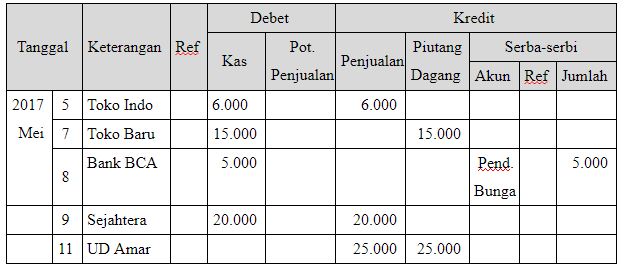 Tanggal Keterangan Ref Debet Kredit
Kas Pot. Penjualan Penjualan Piutang Dagang Serba-serbi
Akun Ref Jumlah
2017 Mei 5 Toko Indo 6.000 6.000
7 Toko Baru 15.000 15.000
8 Bank BCA 5.000 Pend. Bunga 5.000
9 Sejahtera 20.000 20.000
11 UD Amar 25.000 25.000